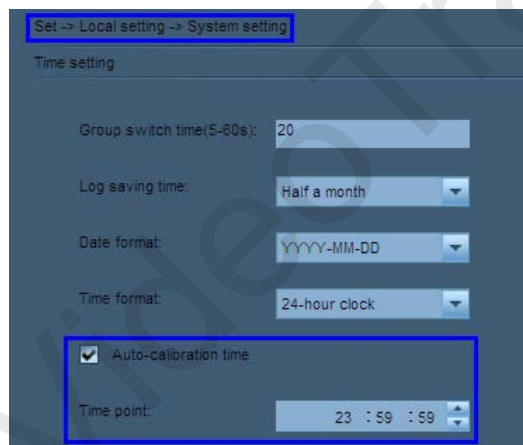 Set -> Local setting -> System setting
Time setting
Group switch time(5-60s): 20
Log saving time: Half a month
Date format: YYYY-MM-DD
Time format: 24-hour clock
Auto-calibration time
Time point: 23 : 59 : 59